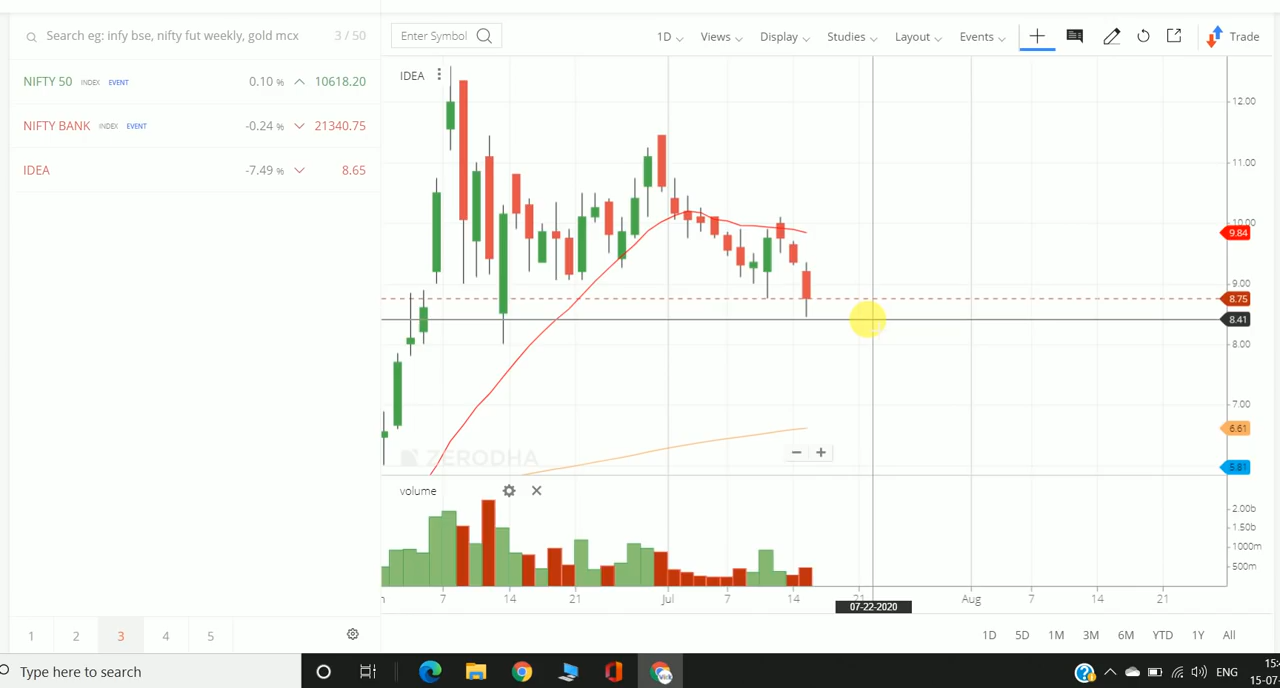 Search eg: infy bse, nifty fut weekly, gold mcx 3 / 50
NIFTY 50 INDEX EVENT 0.10 % 10618.20
NIFTY BANK INDEX EVENT -0.24 % 21340.75
IDEA -7.49 % 8.65
1 2 3 4 5
Enter Symbol 1D Views Display Studies Layout Events Trade
IDEA
12.00
11.00
10.00
9.84
9.00
8.75
8.41
8.00
7.00
6.61
5.81
ZERODHA
volume
2.00b
1.50b
1000m
500m
7 14 21 Jul 7 14 21 Aug 7 14 21
07-22-2020
1D 5D 1M 3M 6M YTD 1Y All
Type here to search
ENG
15-07